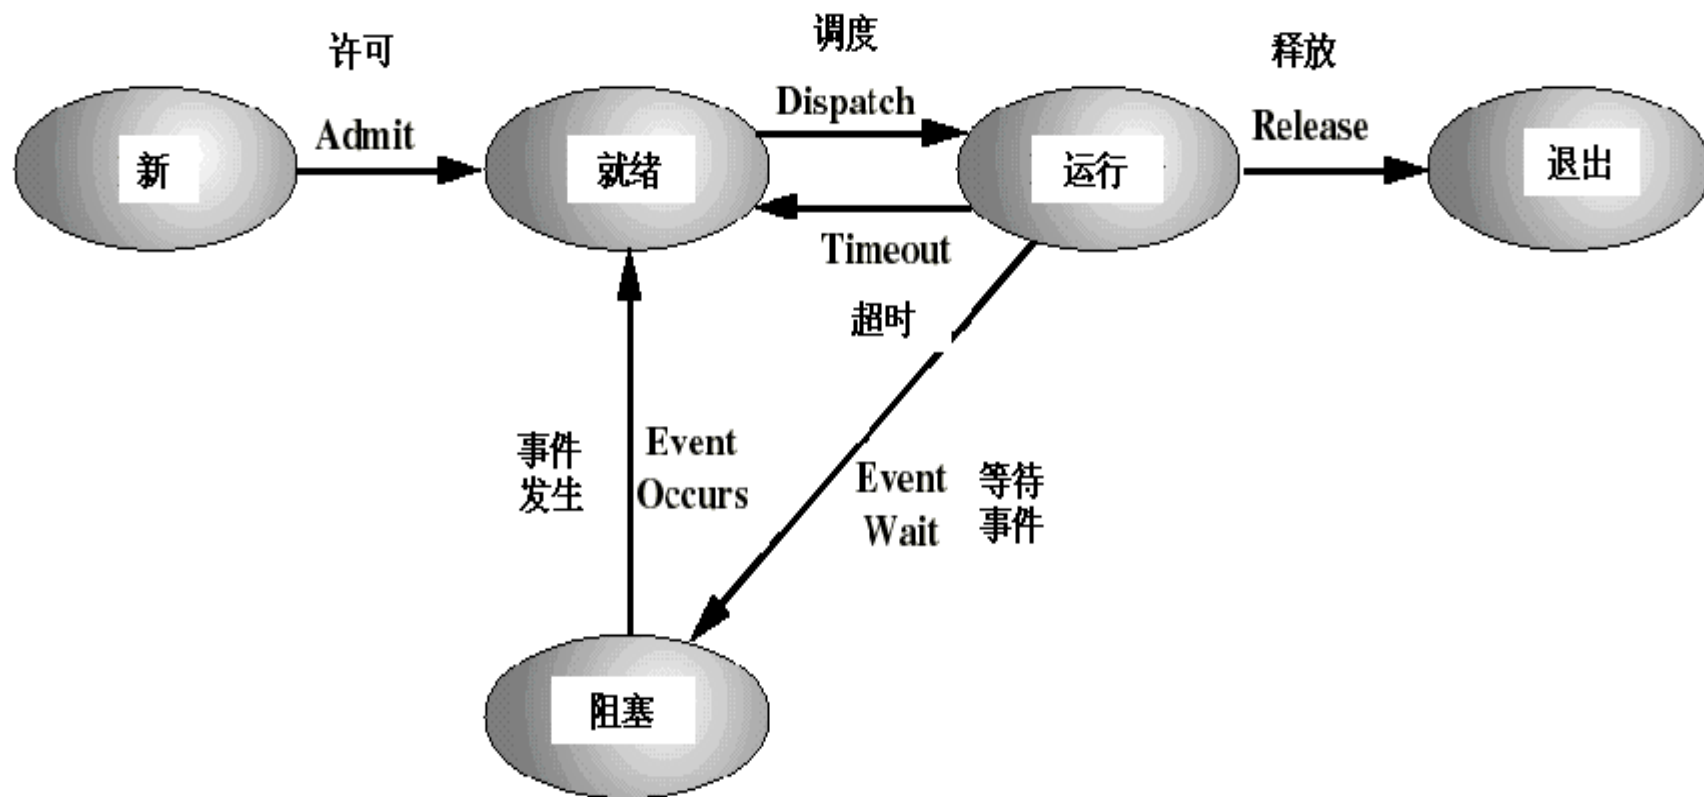 许可
调度
释放
Admit
Dispatch
Release
新
就绪
运行
退出
Timeout
超时
事件
发生
Event
Occurs
Event
Wait
等待
事件
阻塞